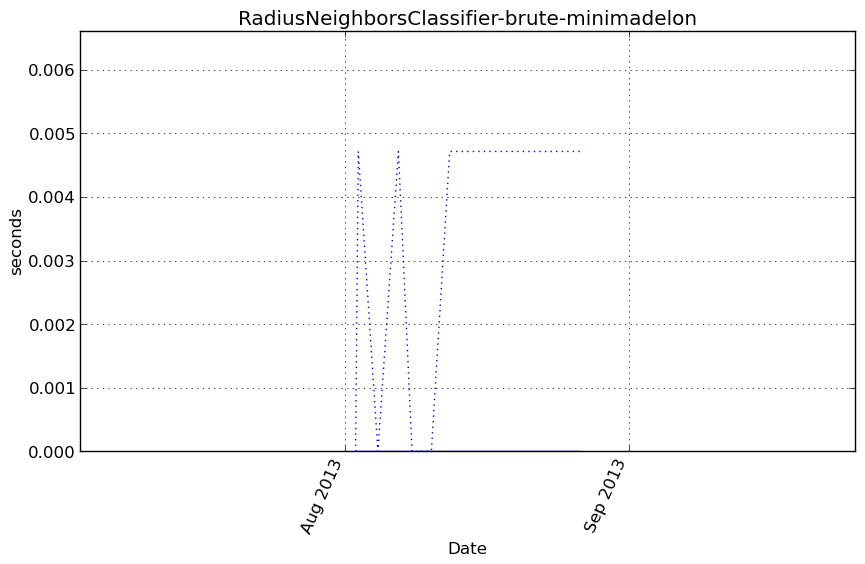 RadiusNeighborsClassifier-brute-minimadelon
0.006
0.005
0.004
0.003
0.002
0.001
0.000
seconds
Aug 2013
Sep 2013
Date